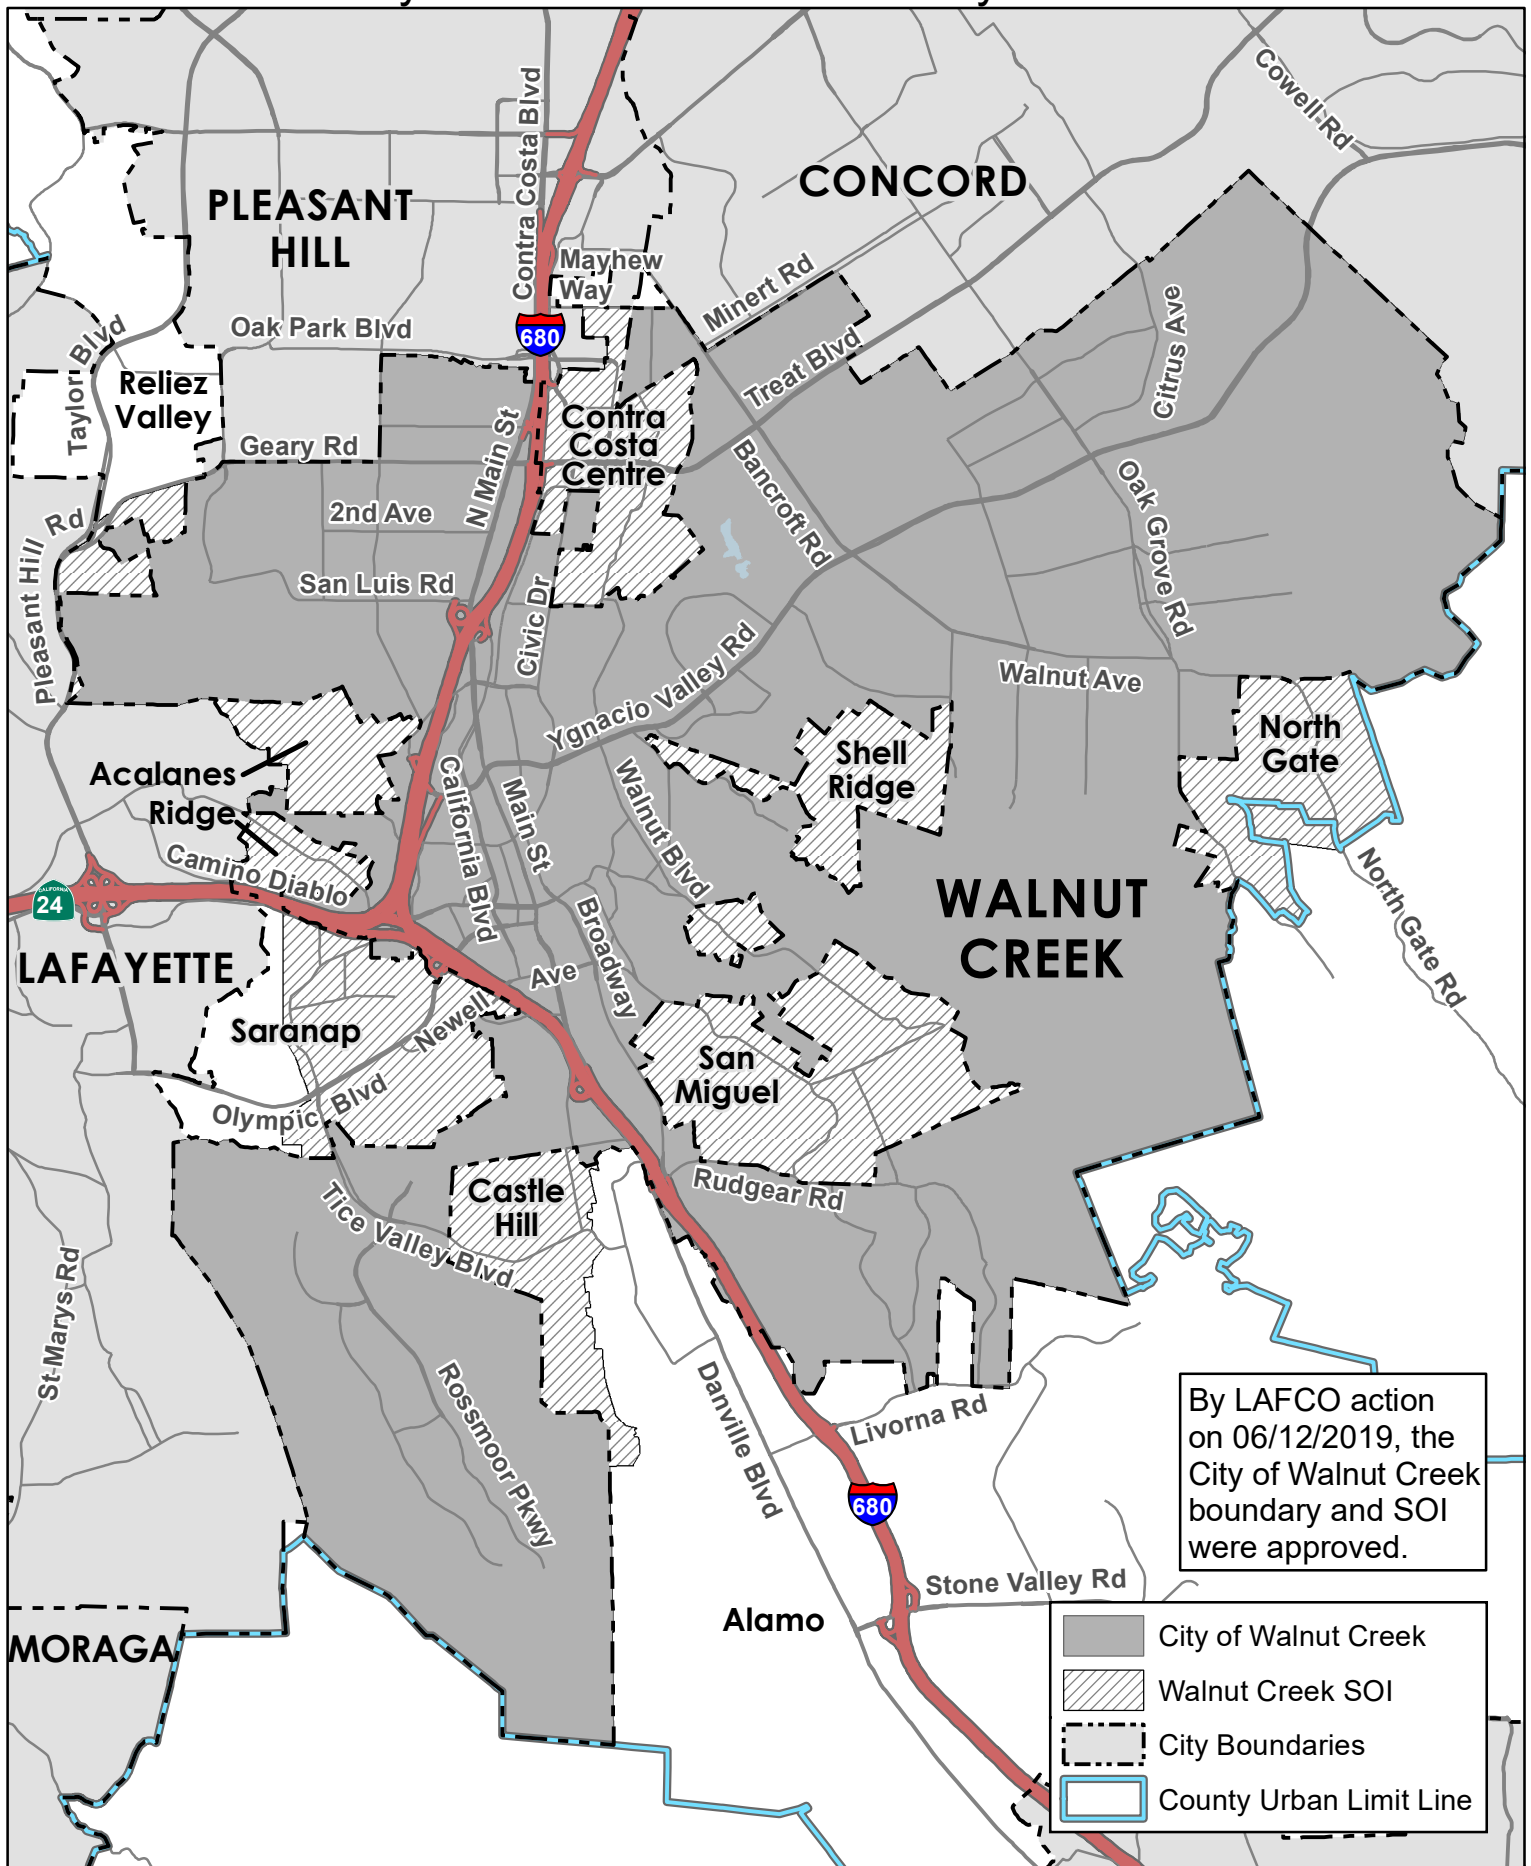 Contra Costa Blvd
Cowell Rd
CONCORD
PLEASANT
HILL
Mayhew
Way
Minert Rd
Citrus Ave
Oak Park Blvd
680
Taylor Blvd
Treat Blvd
Reliez
Valley
Contra
Costa
Centre
Geary Rd
N Main St
Bancroft Rd
Oak Grove Rd
2nd Ave
Pleasant Hill Rd
San Luis Rd
Civic Dr
Ygnacio Valley Rd
Walnut Ave
North
Gate
Shell
Ridge
Acalanes
Ridge
California Blvd
Main St
Walnut Blvd
Camino Diablo
CALIFORNIA
24
WALNUT
CREEK
North Gate Rd
Broadway
LAFAYETTE
Newell Ave
Saranap
San
Miguel
Olympic Blvd
Rudgear Rd
Castle
Hill
Tice Valley Blvd
St Marys Rd
Rossmoor Pkwy
Danville Blvd
Livorna Rd
By LAFCO action
on 06/12/2019, the
City of Walnut Creek
boundary and SOI
were approved.
680
Stone Valley Rd
Alamo
MORAGA
City of Walnut Creek
Walnut Creek SOI
City Boundaries
County Urban Limit Line